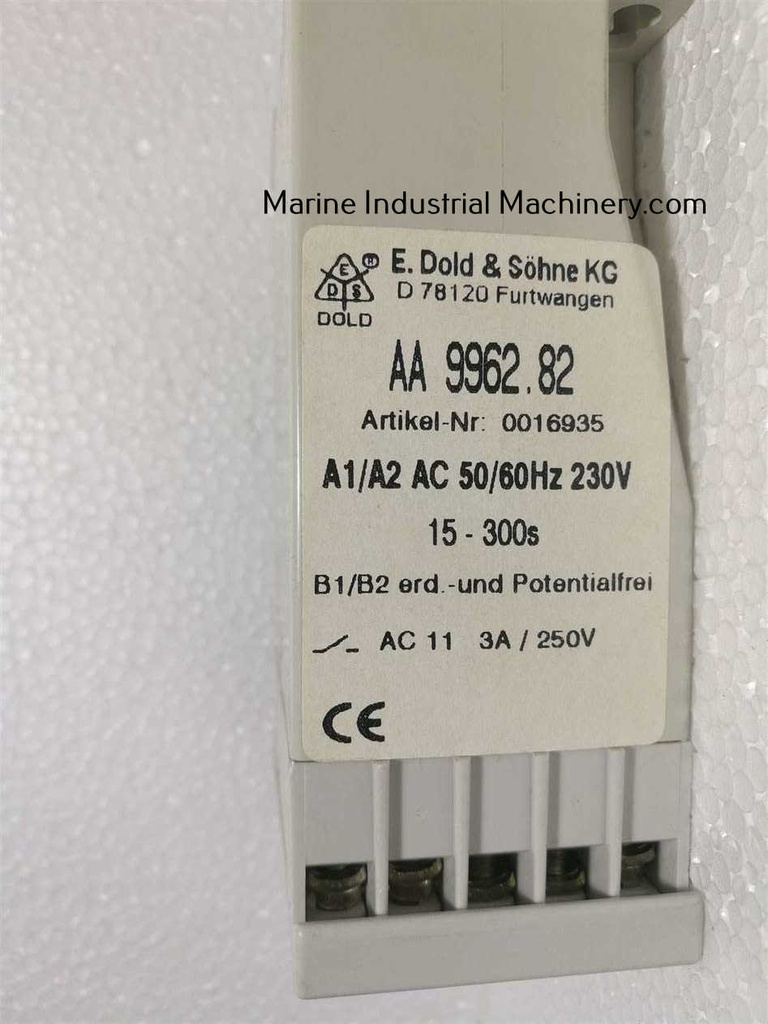 Marine Industrial Machinery.com
E D S ®
DOLD
E. Dold & Söhne KG
D 78120 Furtwangen
AA 9962.82
Artikel-Nr: 0016935
A1/A2 AC 50/60Hz 230V
15 - 300s
B1/B2 erd.-und Potentialfrei
AC 11 3A / 250V
CE